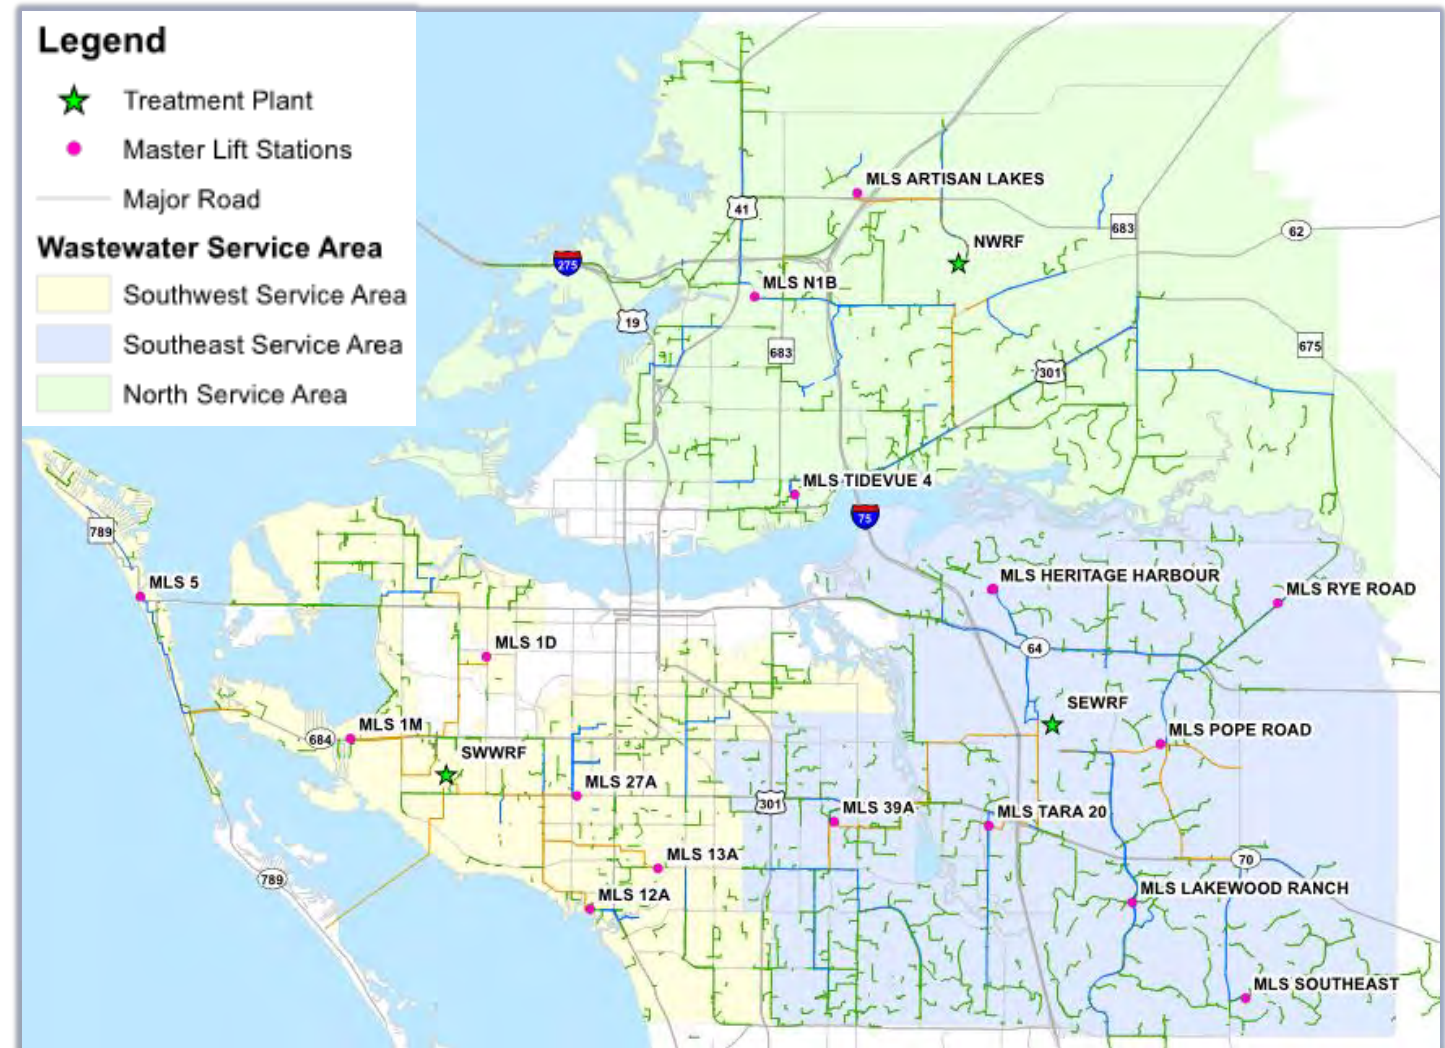 Legend
Treatment Plant
Master Lift Stations
Major Road
Wastewater Service Area
Southwest Service Area
Southeast Service Area
North Service Area
MLS ARTISAN LAKES
41
683
62
NWRF
275
MLS N1B
19
683
675
301
MLS TIDEVUE 4
75
789
MLS 5
MLS HERITAGE HARBOUR
MLS RYE ROAD
MLS 1D
64
SEWRF
MLS 1M
684
MLS POPE ROAD
SWWRF
MLS 27A
301
MLS 39A
MLS TARA 20
MLS 13A
70
789
MLS 12A
MLS LAKEWOOD RANCH
MLS SOUTHEAST